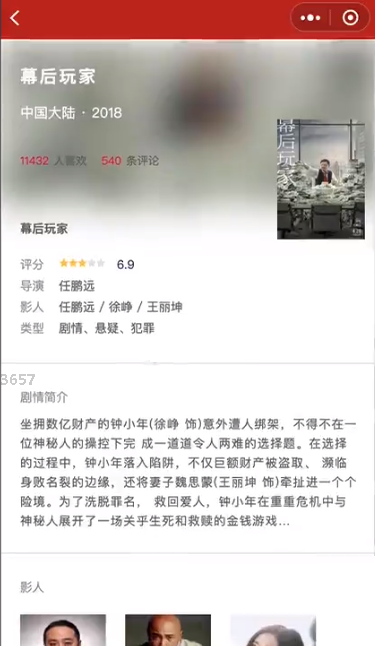 幕后玩家
中国大陆 · 2018
幕后玩家
11432 人喜欢 540 条评论
幕后玩家
评分 6.9
导演 任鹏远
影人 任鹏远 / 徐峥 / 王丽坤
类型 剧情、悬疑、犯罪
3657
剧情简介
坐拥数亿财产的钟小年(徐峥 饰)意外遭人绑架，不得不在一
位神秘人的操控下完 成一道道令人两难的选择题。在选择
的过程中，钟小年落入陷阱，不仅巨额财产被盗取、 濒临
身败名裂的边缘，还将妻子魏思蒙(王丽坤 饰)牵扯进一个个
险境。为了洗脱罪名， 救回爱人，钟小年在重重危机中与
神秘人展开了一场关乎生死和救赎的金钱游戏...
影人